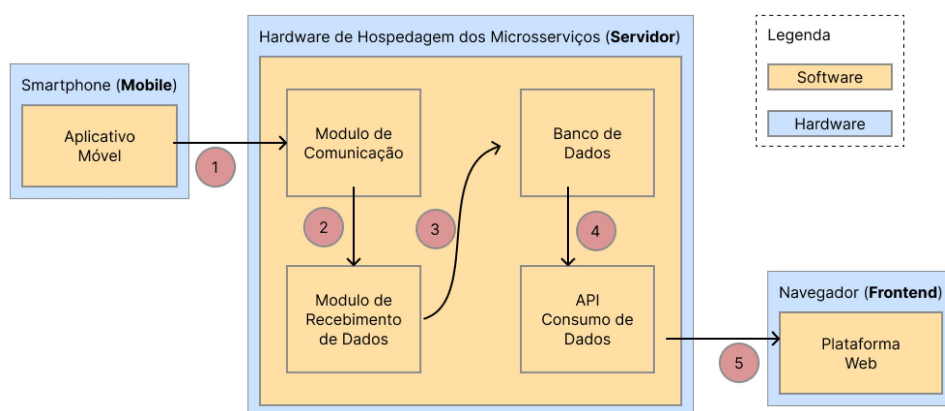 Hardware de Hospedagem dos Microsserviços (Servidor)
Legenda
Software
Hardware
Smartphone (Mobile)
Aplicativo
Móvel
1
Modulo de
Comunicação
2
Modulo de
Recebimento
de Dados
3
Banco de
Dados
4
API
Consumo de
Dados
5
Navegador (Frontend)
Plataforma
Web